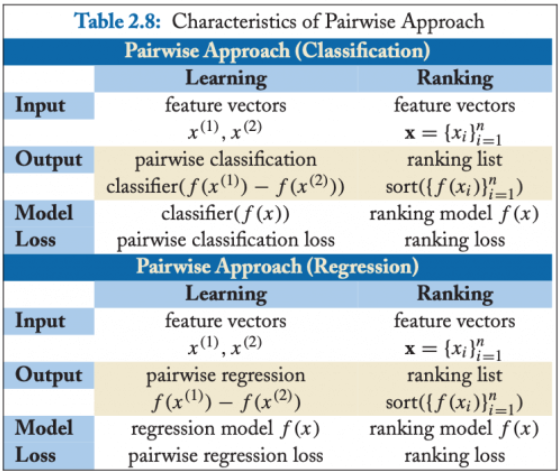 Table 2.8: Characteristics of Pairwise Approach
Pairwise Approach (Classification)
Learning Ranking
Input feature vectors feature vectors
x^{(1)}, x^{(2)} \mathbf{x} = \{x_i\}_{i=1}^n
Output pairwise classification ranking list
classifier(f(x^{(1)}) − f(x^{(2)})) sort(\{f(x_i)\}_{i=1}^n)
Model classifier(f(x)) ranking model f(x)
Loss pairwise classification loss ranking loss
Pairwise Approach (Regression)
Learning Ranking
Input feature vectors feature vectors
x^{(1)}, x^{(2)} \mathbf{x} = \{x_i\}_{i=1}^n
Output pairwise regression ranking list
f(x^{(1)}) − f(x^{(2)}) sort(\{f(x_i)\}_{i=1}^n)
Model regression model f(x) ranking model f(x)
Loss pairwise regression loss ranking loss